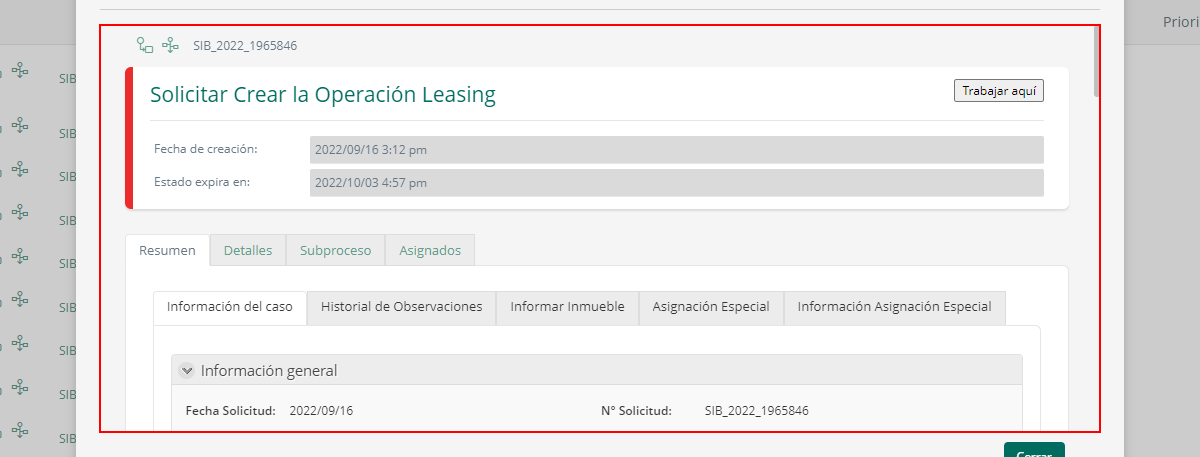 Priori
SIB_2022_1965846
Solicitar Crear la Operación Leasing
Trabajar aquí
Fecha de creación: 2022/09/16 3:12 pm
Estado expira en: 2022/10/03 4:57 pm
Resumen Detalles Subproceso Asignados
Información del caso Historial de Observaciones Informar Inmueble Asignación Especial Información Asignación Especial
Información general
Fecha Solicitud: 2022/09/16 N° Solicitud: SIB_2022_1965846
SIB
SIB
SIB
SIB
SIB
SIB
SIB
SIB
SIB
Cerrar